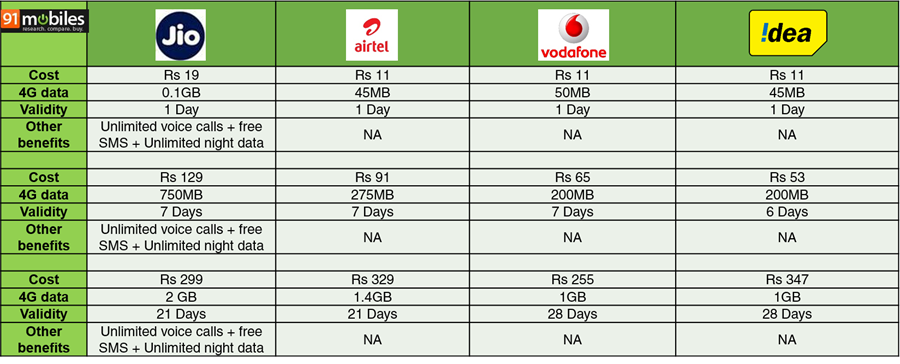 91 mobiles
research. compare. buy.
Jio
airtel
vodafone
!dea
Cost Rs 19 Rs 11 Rs 11 Rs 11
4G data 0.1GB 45MB 50MB 45MB
Validity 1 Day 1 Day 1 Day 1 Day
Other benefits Unlimited voice calls + free SMS + Unlimited night data NA NA NA
Cost Rs 129 Rs 91 Rs 65 Rs 53
4G data 750MB 275MB 200MB 200MB
Validity 7 Days 7 Days 7 Days 6 Days
Other benefits Unlimited voice calls + free SMS + Unlimited night data NA NA NA
Cost Rs 299 Rs 329 Rs 255 Rs 347
4G data 2 GB 1.4GB 1GB 1GB
Validity 21 Days 21 Days 28 Days 28 Days
Other benefits Unlimited voice calls + free SMS + Unlimited night data NA NA NA